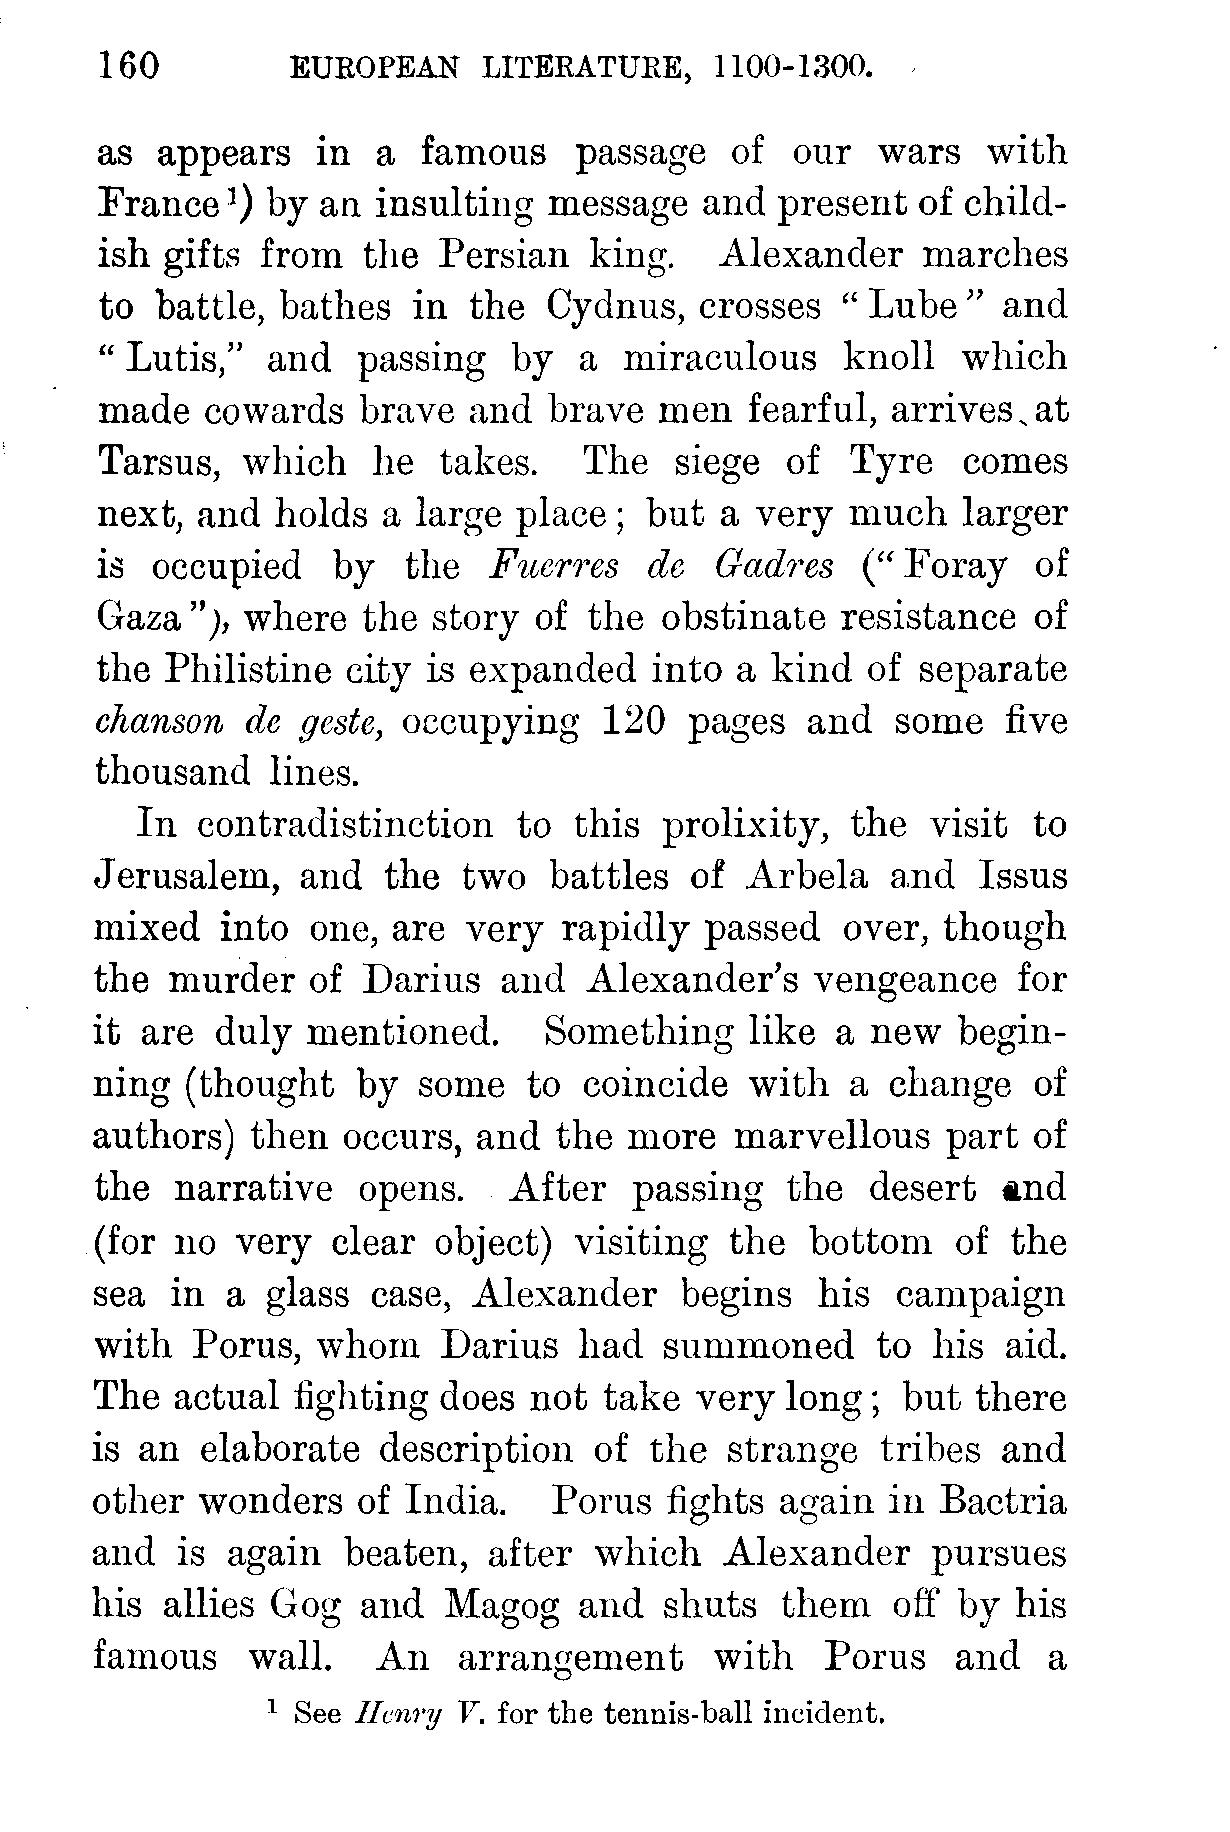 160 EUROPEAN LITERATURE, 1100-1300.
as appears in a famous passage of our wars with
France ¹) by an insulting message and present of child-
ish gifts from the Persian king. Alexander marches
to battle, bathes in the Cydnus, crosses “ Lube ” and
“ Lutis,” and passing by a miraculous knoll which
made cowards brave and brave men fearful, arrives at
Tarsus, which he takes. The siege of Tyre comes
next, and holds a large place ; but a very much larger
is occupied by the Fuerres de Gadres (“ Foray of
Gaza ”), where the story of the obstinate resistance of
the Philistine city is expanded into a kind of separate
chanson de geste, occupying 120 pages and some five
thousand lines.
In contradistinction to this prolixity, the visit to
Jerusalem, and the two battles of Arbela and Issus
mixed into one, are very rapidly passed over, though
the murder of Darius and Alexander’s vengeance for
it are duly mentioned. Something like a new begin-
ning (thought by some to coincide with a change of
authors) then occurs, and the more marvellous part of
the narrative opens. After passing the desert and
(for no very clear object) visiting the bottom of the
sea in a glass case, Alexander begins his campaign
with Porus, whom Darius had summoned to his aid.
The actual fighting does not take very long ; but there
is an elaborate description of the strange tribes and
other wonders of India. Porus fights again in Bactria
and is again beaten, after which Alexander pursues
his allies Gog and Magog and shuts them off by his
famous wall. An arrangement with Porus and a
¹ See Henry V. for the tennis-ball incident.